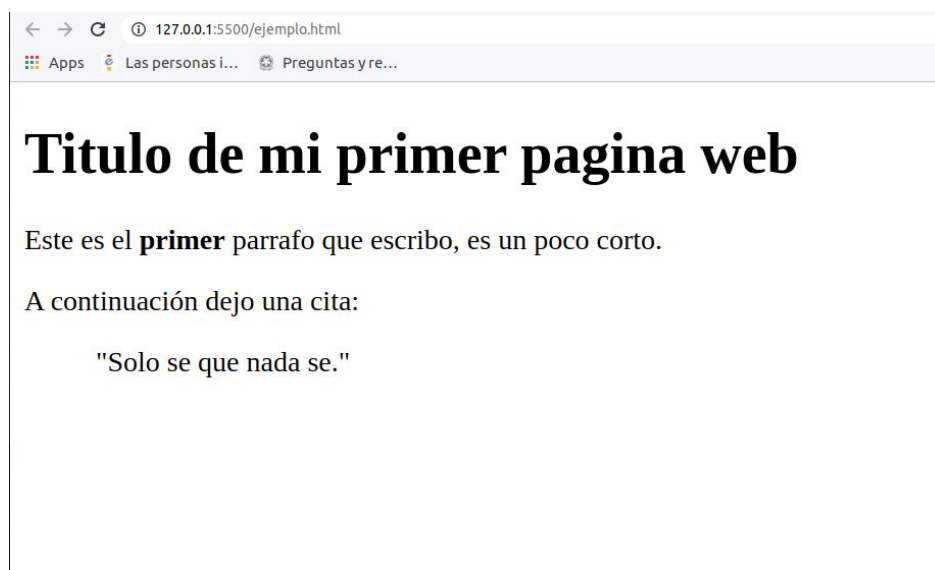 127.0.0.1:5500/ejemplo.html
Apps Las personas i... Preguntas y re...
Titulo de mi primer pagina web
Este es el primer parrafo que escribo, es un poco corto.
A continuación dejo una cita:
"Solo se que nada se."